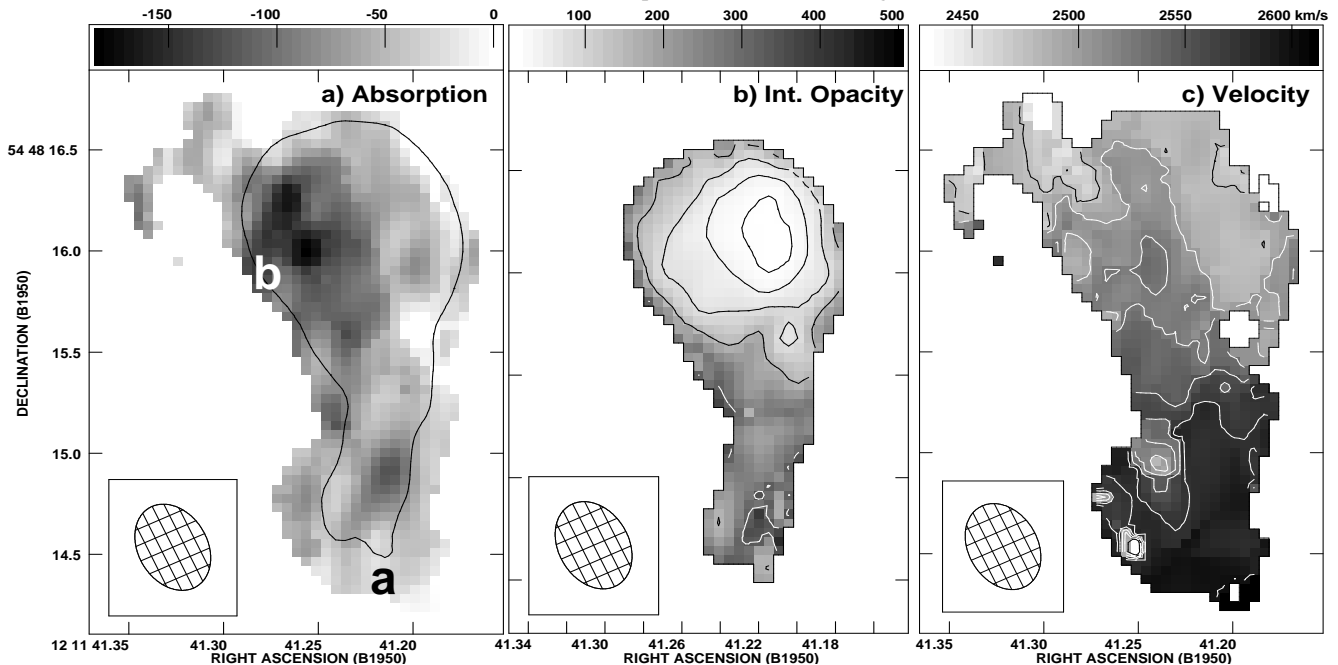 -150 -100 -50 0
100 200 300 400 500
2450 2500 2550 2600 km/s
a) Absorption
b) Int. Opacity
c) Velocity
54 48 16.5
16.0
15.5
15.0
14.5
DECLINATION (B1950)
b
a
12 11 41.35 41.30 41.25 41.20
RIGHT ASCENSION (B1950)
41.30 41.26 41.22 41.18
RIGHT ASCENSION (B1950)
41.35 41.30 41.25 41.20
RIGHT ASCENSION (B1950)